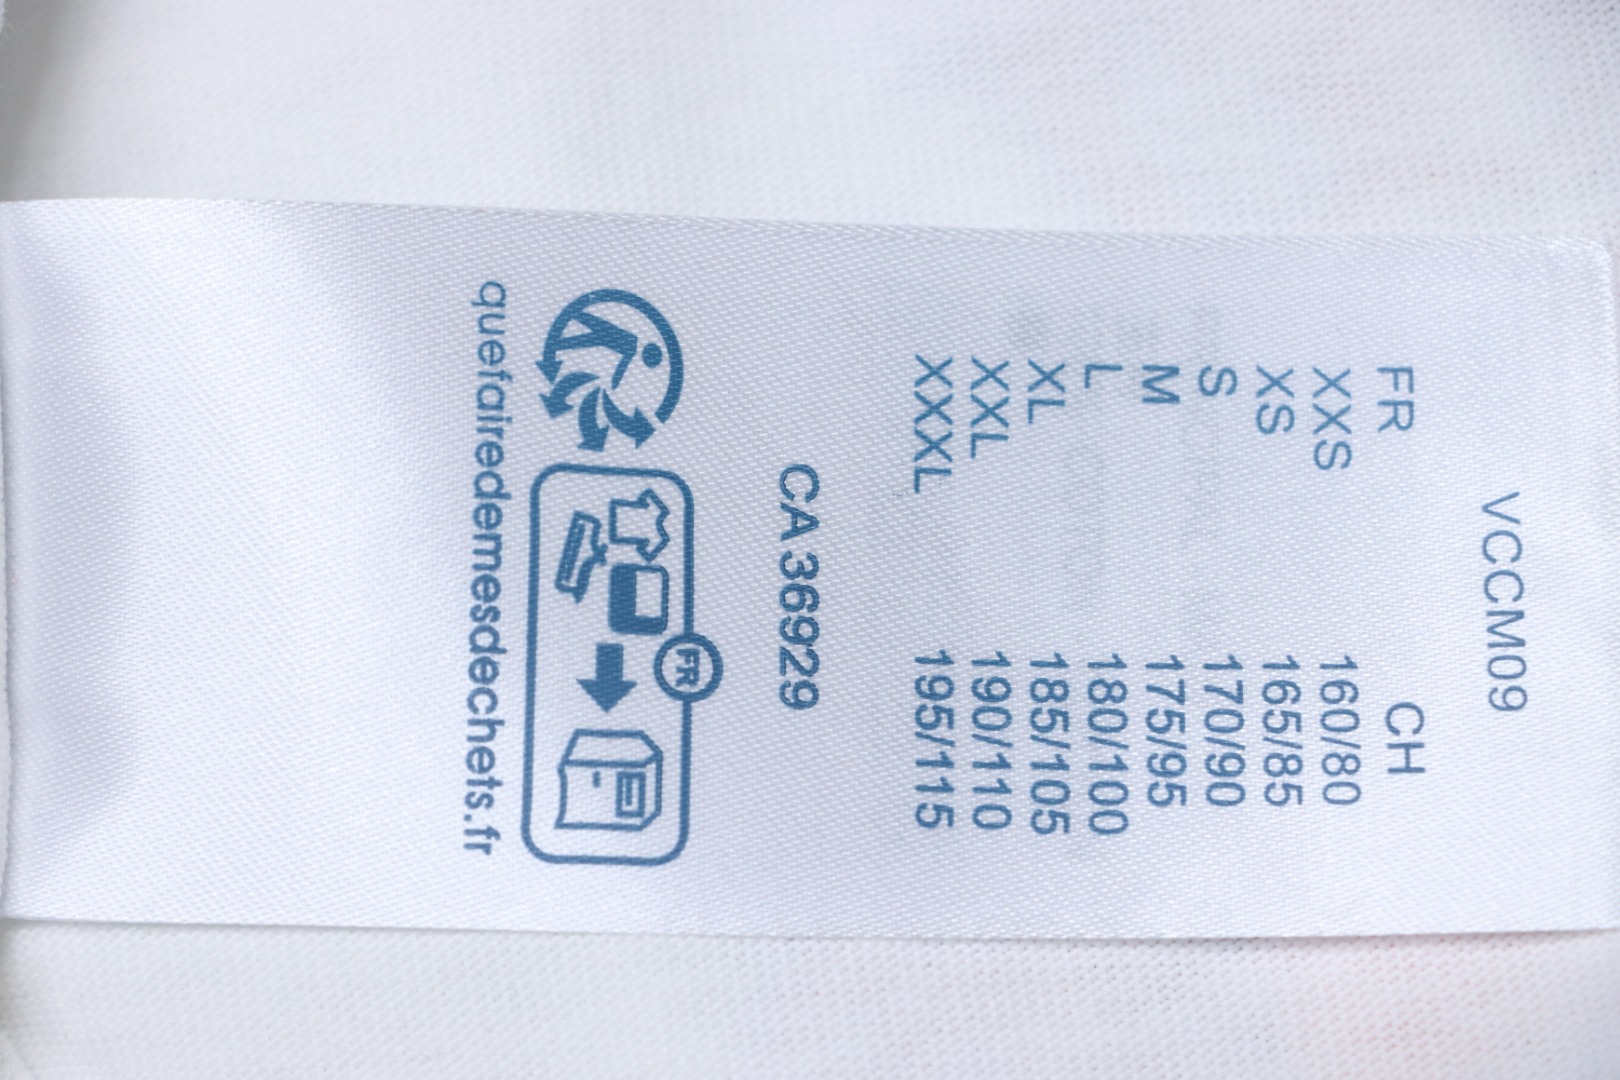 VCCM09
FR CH
XXS 160/80
XS 165/85
S 170/90
M 175/95
L 180/100
XL 185/105
XXL 190/110
XXXL 195/115
CA 36929
FR
quefairedemesdechets.fr